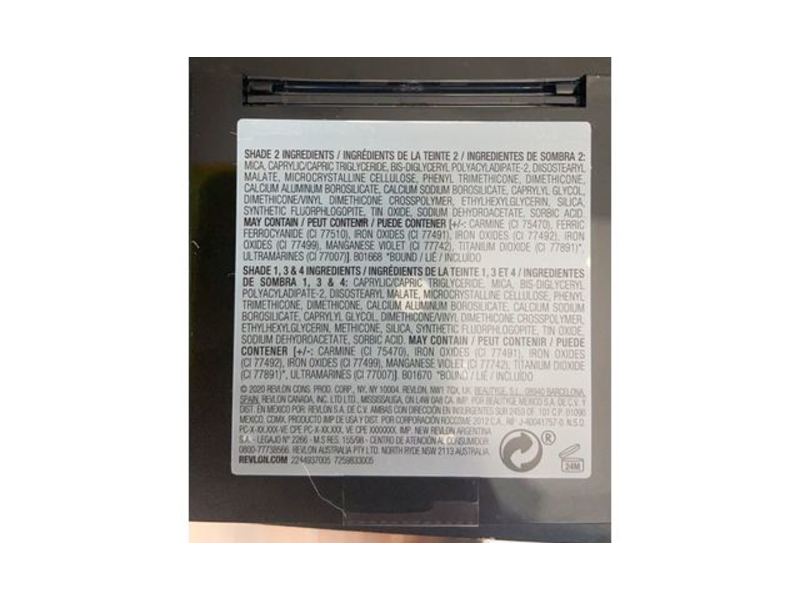 SHADE 2 INGREDIENTS / INGRÉDIENTS DE LA TEINTE 2 / INGREDIENTES DE SOMBRA 2:
MICA, CAPRYLIC/CAPRIC TRIGLYCERIDE, BIS-DIGLYCERYL POLYACYLADIPATE-2, DIISOSTEARYL
MALATE, MICROCRYSTALLINE CELLULOSE, PHENYL TRIMETHICONE, DIMETHICONE,
CALCIUM ALUMINUM BOROSILICATE, CALCIUM SODIUM BOROSILICATE, CAPRYLYL GLYCOL,
DIMETHICONE/VINYL DIMETHICONE CROSSPOLYMER, ETHYLHEXYLGLYCERIN, SILICA,
SYNTHETIC FLUORPHLOGOPITE, TIN OXIDE, SODIUM DEHYDROACETATE, SORBIC ACID.
MAY CONTAIN / PEUT CONTENIR / PUEDE CONTENER [+/-: CARMINE (CI 75470), FERRIC
FERROCYANIDE (CI 77510), IRON OXIDES (CI 77491), IRON OXIDES (CI 77492), IRON
OXIDES (CI 77499), MANGANESE VIOLET (CI 77742), TITANIUM DIOXIDE (CI 77891)*,
ULTRAMARINES (CI 77007)]. B01668 *BOUND / LIÉ / INCLUÍDO
SHADE 1, 3 & 4 INGREDIENTS / INGRÉDIENTS DE LA TEINTE 1, 3 ET 4 / INGREDIENTES
DE SOMBRA 1, 3 & 4: CAPRYLIC/CAPRIC TRIGLYCERIDE, MICA, BIS-DIGLYCERYL
POLYACYLADIPATE-2, DIISOSTEARYL MALATE, MICROCRYSTALLINE CELLULOSE, PHENYL
TRIMETHICONE, DIMETHICONE, CALCIUM ALUMINUM BOROSILICATE, CALCIUM SODIUM
BOROSILICATE, CAPRYLYL GLYCOL, DIMETHICONE/VINYL DIMETHICONE CROSSPOLYMER,
ETHYLHEXYLGLYCERIN, METHICONE, SILICA, SYNTHETIC FLUORPHLOGOPITE, TIN OXIDE,
SODIUM DEHYDROACETATE, SORBIC ACID. MAY CONTAIN / PEUT CONTENIR / PUEDE
CONTENER [+/-: CARMINE (CI 75470), IRON OXIDES (CI 77491), IRON OXIDES
(CI 77492), IRON OXIDES (CI 77499), MANGANESE VIOLET (CI 77742), TITANIUM DIOXIDE
(CI 77891)*, ULTRAMARINES (CI 77007)]. B01670 *BOUND / LIÉ / INCLUÍDO
© 2020 REVLON CONS. PROD. CORP., NY, NY 10004. REVLON, NW1 7QX, UK. BEAUTYGE, S.L., 08940 BARCELONA,
SPAIN. REVLON CANADA, INC. LTD LTEE., MISSISSAUGA, ON L4W 0A8 CA. IMP. POR BEAUTYGE MEXICO S.A. DE C.V. Y
DIST. EN MÉXICO POR: REVLON S.A. DE C.V. AMBAS CON DIRECCIÓN EN INSURGENTES SUR 2453 OF. 101 C.P. 01090
MEXICO, CDMX. PRODUCTO IMP DE USA Y DIST. POR CORPORACIÓN ROCCOME 2012 C.A., RIF J-40041757-0 N.S.O.
PC-X-XX.XXX-VE CPE PC-X-XX.XXX. VE CPE XXXXXXX. IMP. NEW REVLON ARGENTINA
S.A. - LEGAJO N° 2266 - M.S RES. 155/98 - CENTRO DE ATENCIÓN AL CONSUMIDOR:
0800-77738566. REVLON AUSTRALIA PTY LTD. NORTH RYDE NSW 2113 AUSTRALIA.
REVLON.COM 2244937005 7259833005
®
24M